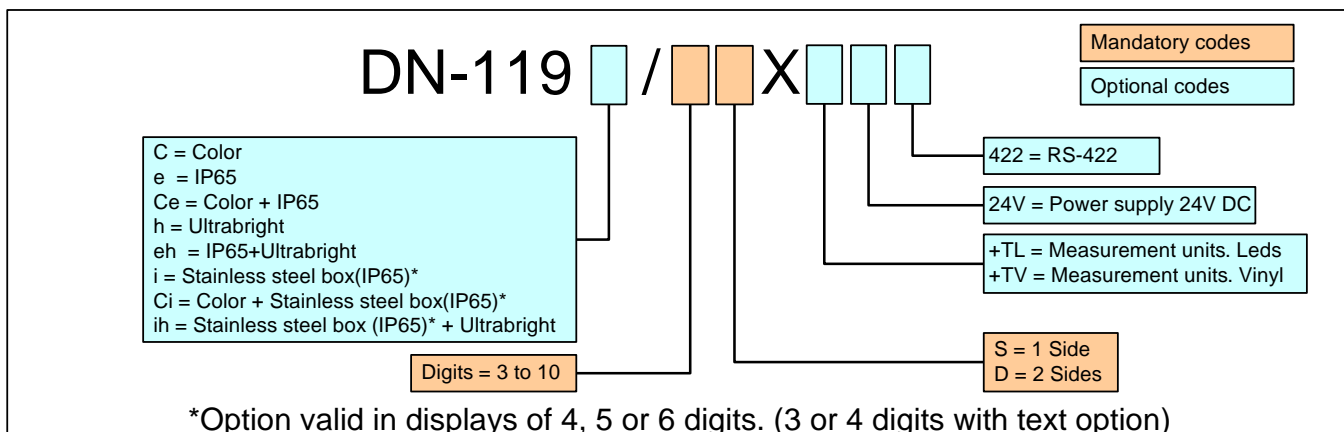 DN-119 / X
Mandatory codes
Optional codes
C = Color
e = IP65
Ce = Color + IP65
h = Ultrabright
eh = IP65+Ultrabright
i = Stainless steel box(IP65)*
Ci = Color + Stainless steel box(IP65)*
ih = Stainless steel box (IP65)* + Ultrabright
Digits = 3 to 10
422 = RS-422
24V = Power supply 24V DC
+TL = Measurement units. Leds
+TV = Measurement units. Vinyl
S = 1 Side
D = 2 Sides
*Option valid in displays of 4, 5 or 6 digits. (3 or 4 digits with text option)